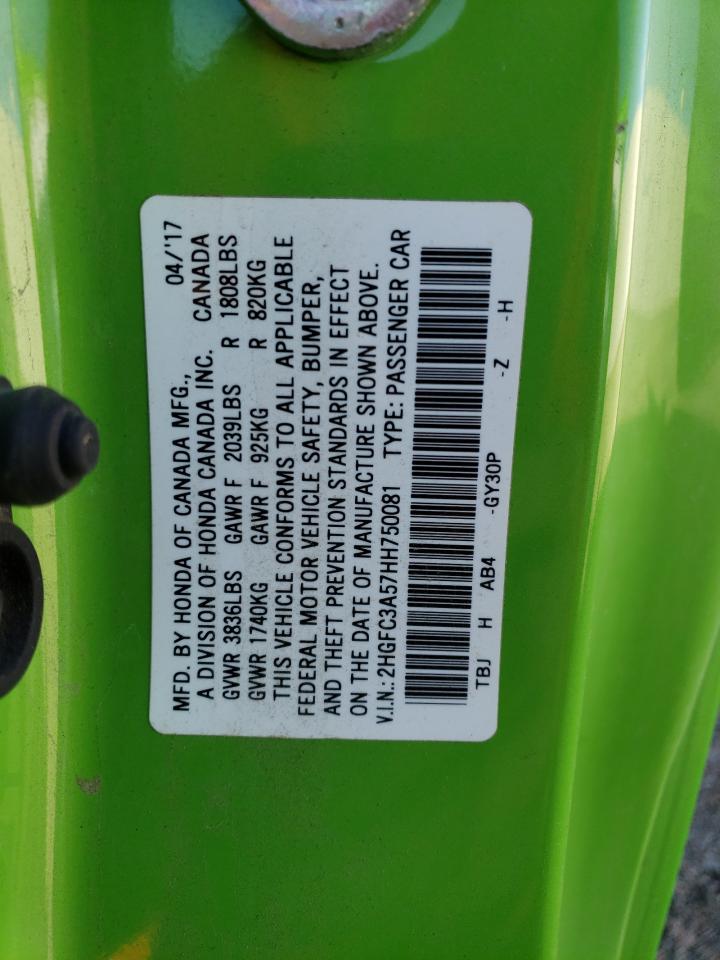 MFD. BY HONDA OF CANADA MFG., 04/'17
A DIVISION OF HONDA CANADA INC. CANADA
GVWR 3836LBS GAWR F 2039LBS R 1808LBS
GVWR 1740KG GAWR F 925KG R 820KG
THIS VEHICLE CONFORMS TO ALL APPLICABLE
FEDERAL MOTOR VEHICLE SAFETY, BUMPER,
AND THEFT PREVENTION STANDARDS IN EFFECT
ON THE DATE OF MANUFACTURE SHOWN ABOVE.
V.I.N.: 2HGFC3A57HH750081 TYPE: PASSENGER CAR
TBJ H AB4 -GY30P -Z -H